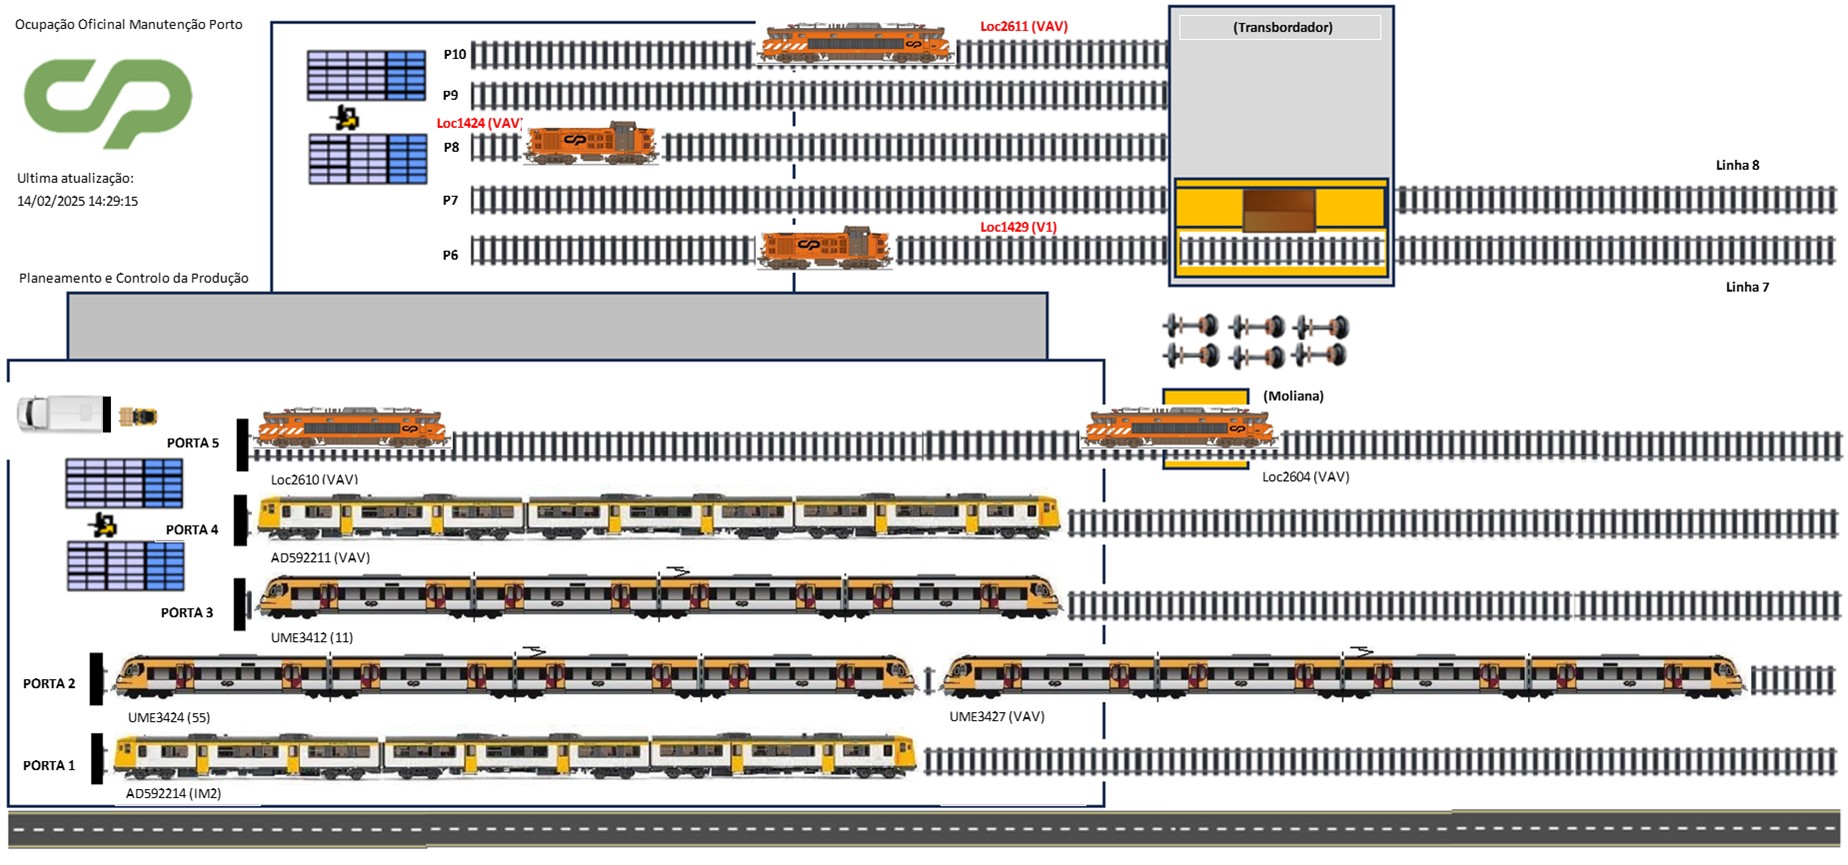 Ocupação Oficinal Manutenção Porto
Loc2611 (VAV)
(Transbordador)
P10
P9
Loc1424 (VAV)
P8
Linha 8
Ultima atualização:
14/02/2025 14:29:15
P7
Loc1429 (V1)
P6
Planeamento e Controlo da Produção
Linha 7
(Moliana)
PORTA 5
Loc2610 (VAV)
Loc2604 (VAV)
PORTA 4
AD592211 (VAV)
PORTA 3
UME3412 (11)
PORTA 2
UME3424 (55)
UME3427 (VAV)
PORTA 1
AD592214 (IM2)